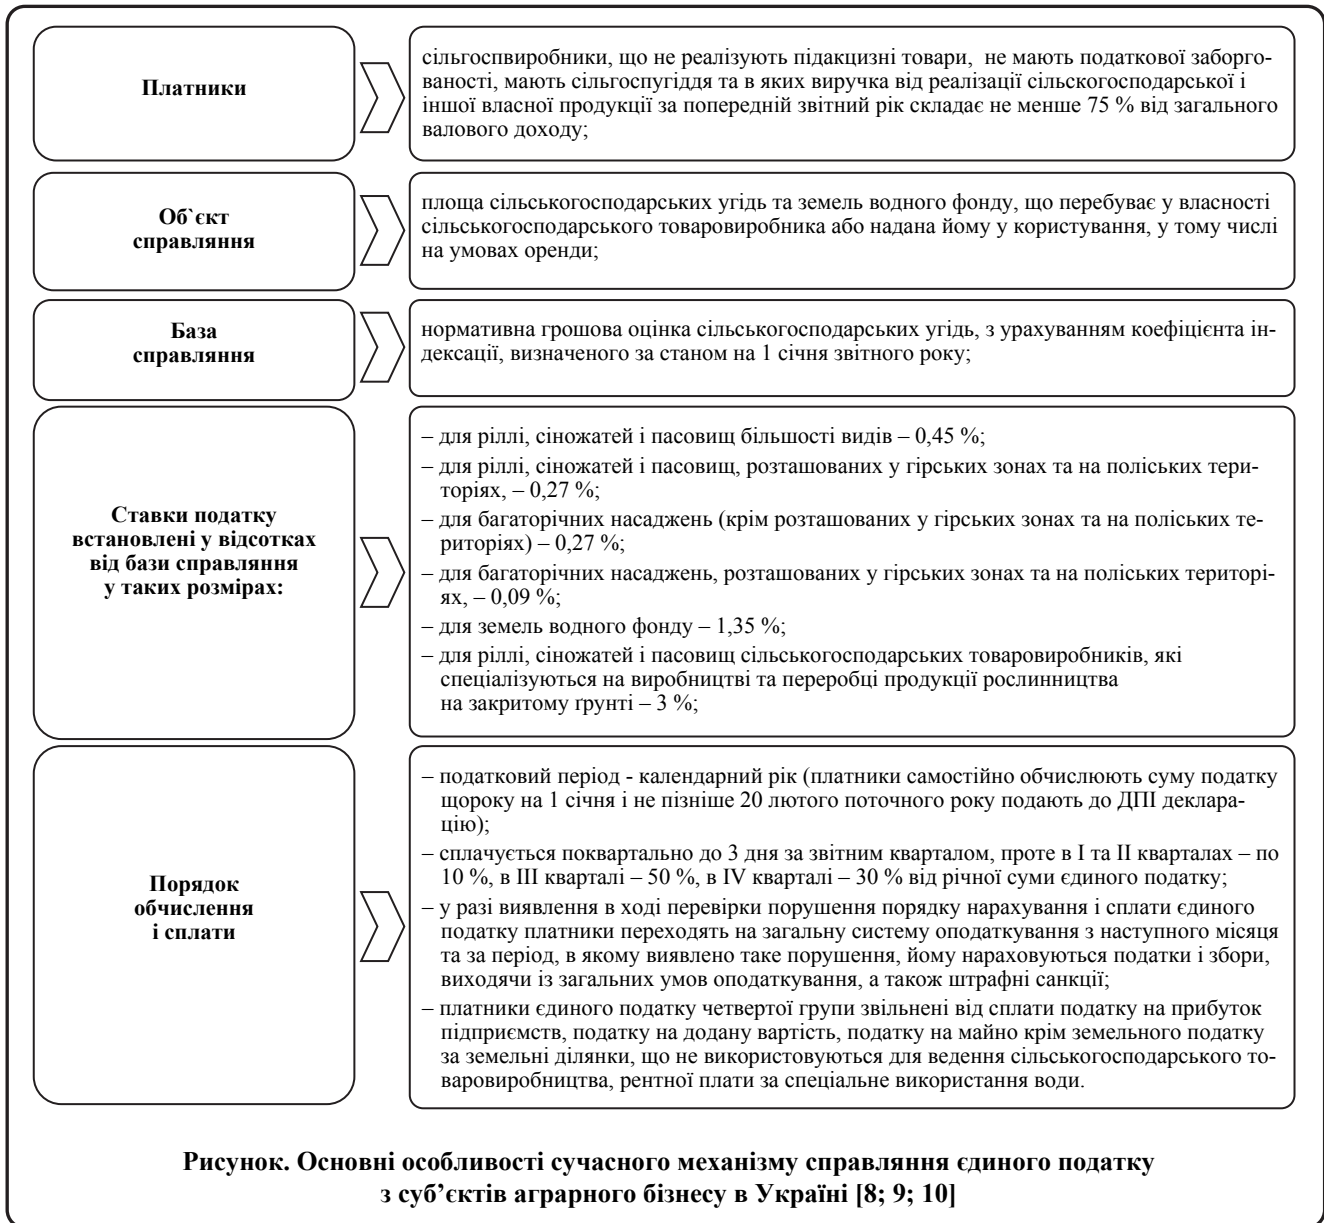 Платники
сільгоспвиробники, що не реалізують підакцизні товари, не мають податкової заборго-
ваності, мають сільгоспугіддя та в яких виручка від реалізації сільскогосподарської і
іншої власної продукції за попередній звітний рік складає не менше 75 % від загального
валового доходу;
Об`єкт
справляння
площа сільськогосподарських угідь та земель водного фонду, що перебуває у власності
сільськогосподарського товаровиробника або надана йому у користування, у тому числі
на умовах оренди;
База
справляння
нормативна грошова оцінка сільськогосподарських угідь, з урахуванням коефіцієнта ін-
дексації, визначеного за станом на 1 січня звітного року;
Ставки податку
встановлені у відсотках
від бази справляння
у таких розмірах:
– для ріллі, сіножатей і пасовищ більшості видів – 0,45 %;
– для ріллі, сіножатей і пасовищ, розташованих у гірських зонах та на поліських тери-
торіях, – 0,27 %;
– для багаторічних насаджень (крім розташованих у гірських зонах та на поліських те-
риторіях) – 0,27 %;
– для багаторічних насаджень, розташованих у гірських зонах та на поліських територі-
ях, – 0,09 %;
– для земель водного фонду – 1,35 %;
– для ріллі, сіножатей і пасовищ сільськогосподарських товаровиробників, які
спеціалізуються на виробництві та переробці продукції рослинництва
на закритому ґрунті – 3 %;
Порядок
обчислення
і сплати
– податковий період - календарний рік (платники самостійно обчислюють суму податку
щороку на 1 січня і не пізніше 20 лютого поточного року подають до ДПІ деклара-
цію);
– сплачується поквартально до 3 дня за звітним кварталом, проте в I та II кварталах – по
10 %, в III кварталі – 50 %, в IV кварталі – 30 % від річної суми єдиного податку;
– у разі виявлення в ході перевірки порушення порядку нарахування і сплати єдиного
податку платники переходять на загальну систему оподаткування з наступного місяця
та за період, в якому виявлено таке порушення, йому нараховуються податки і збори,
виходячи із загальних умов оподаткування, а також штрафні санкції;
– платники єдиного податку четвертої групи звільнені від сплати податку на прибуток
підприємств, податку на додану вартість, податку на майно крім земельного податку
за земельні ділянки, що не використовуються для ведення сільськогосподарського то-
варовиробництва, рентної плати за спеціальне використання води.
Рисунок. Основні особливості сучасного механізму справляння єдиного податку
з суб’єктів аграрного бізнесу в Україні [8; 9; 10]